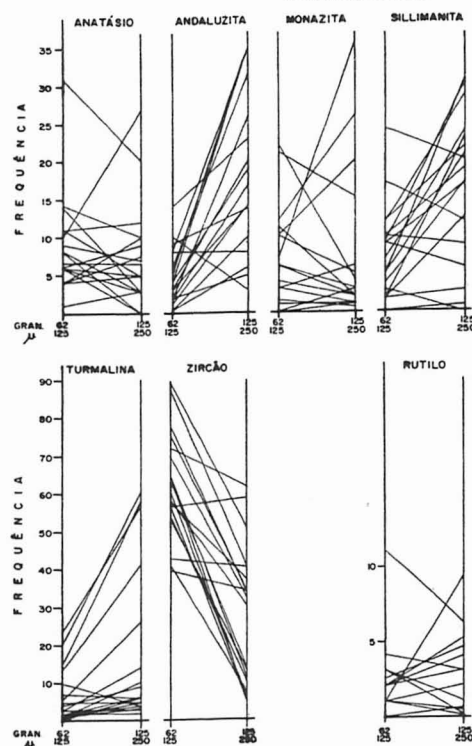 ANATÁSIO ANDALUZITA MONAZITA SILLIMANITA
FREQUÊNCIA
35
30
25
20
15
10
5
GRAN. μ
62 125 62 125 62 125 62 125
125 250 125 250 125 250 125 250
TURMALINA ZIRCÃO RUTILO
FREQUÊNCIA
90
80
70
60
50
40
30
20
10
10
5
GRAN. μ